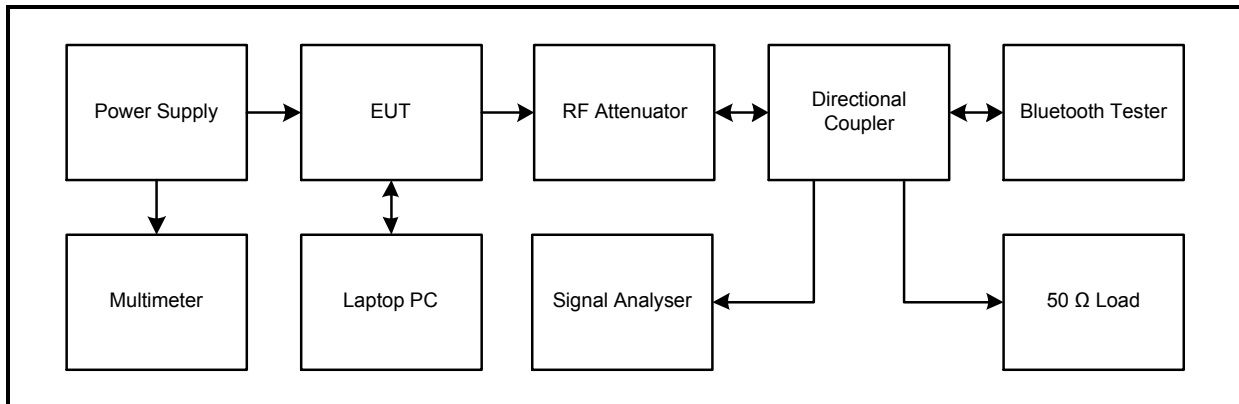 Power Supply
EUT
RF Attenuator
Directional
Coupler
Bluetooth Tester
Multimeter
Laptop PC
Signal Analyser
50 Ω Load